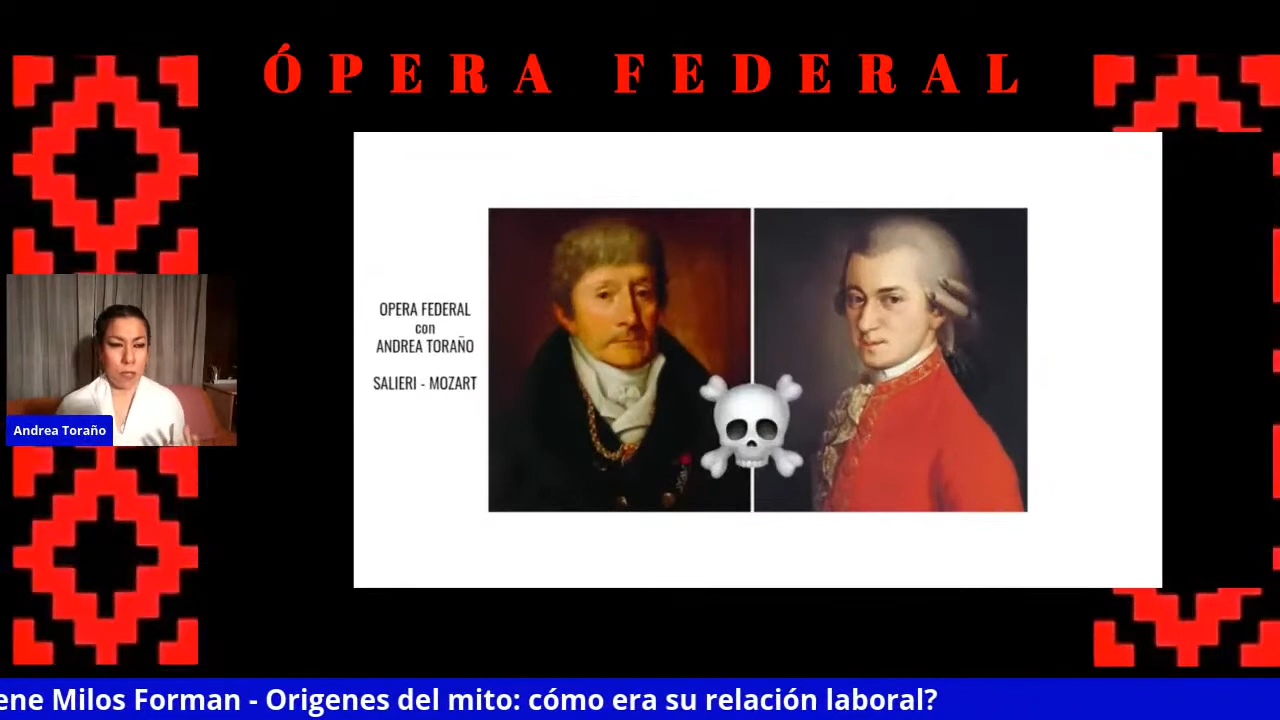 ÓPERA FEDERAL
OPERA FEDERAL
con
ANDREA TORAÑO
SALIERI - MOZART
Andrea Toraño
Milos Forman - Origenes del mito: cómo era su relación laboral?